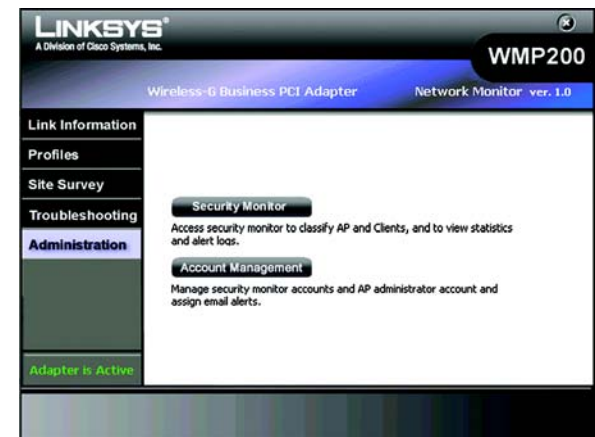 LINKSYS®
A Division of Cisco Systems, Inc.
WMP200
Wireless-G Business PCI Adapter
Network Monitor ver. 1.0
Link Information
Profiles
Site Survey
Troubleshooting
Administration
Security Monitor
Access security monitor to classify AP and Clients, and to view statistics
and alert logs.
Account Management
Manage security monitor accounts and AP administrator account and
assign email alerts.
Adapter is Active